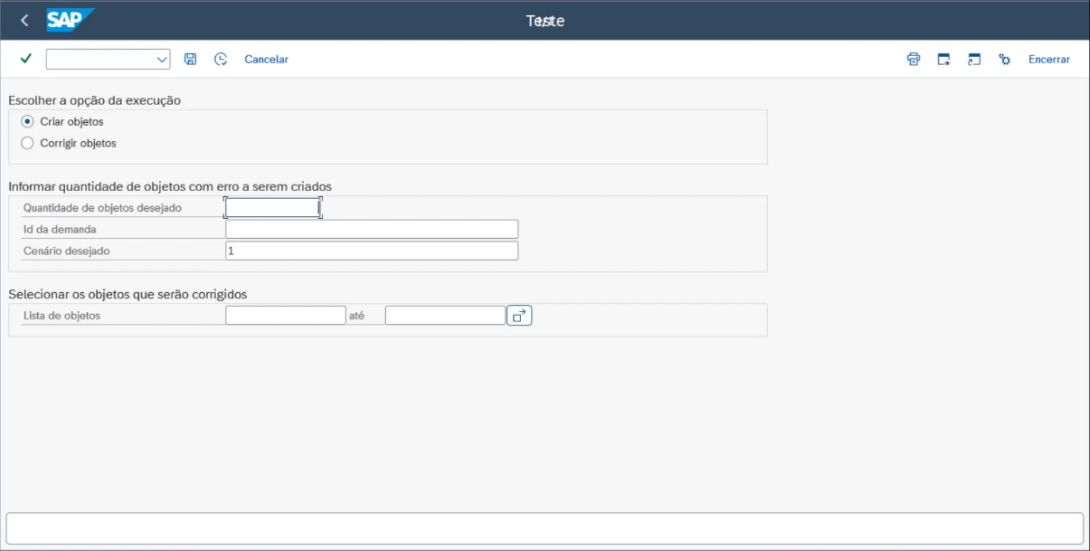 SAP
Teste
Cancelar
Encerrar
Escolher a opção da execução
Criar objetos
Corrigir objetos
Informar quantidade de objetos com erro a serem criados
Quantidade de objetos desejado
Id da demanda
Cenário desejado 1
Selecionar os objetos que serão corrigidos
Lista de objetos até